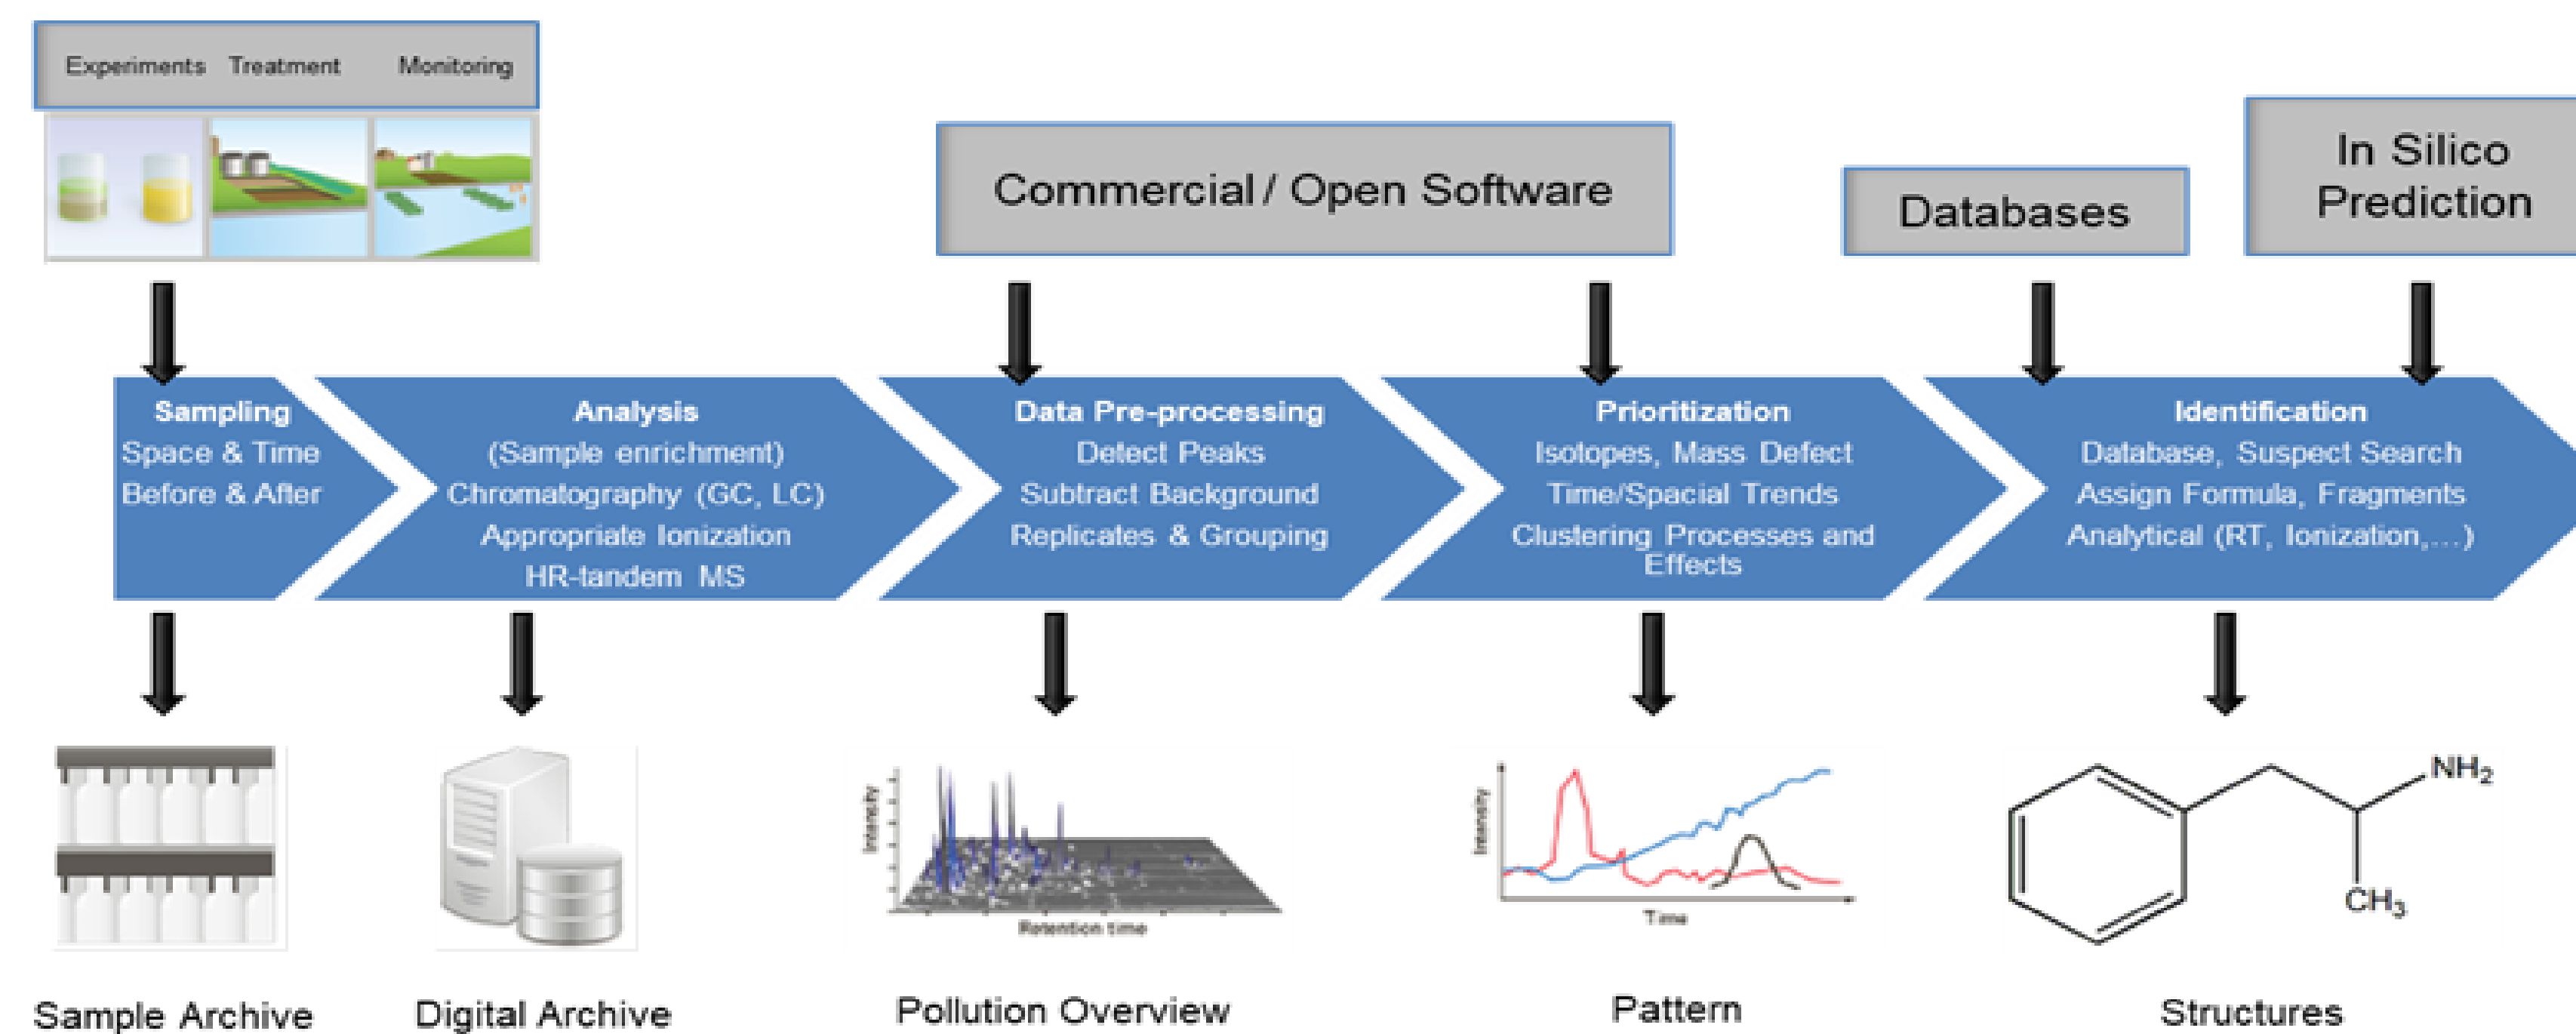 Experiments Treatment Monitoring
Commercial / Open Software
Databases
In Silico
Prediction
Sampling
Space & Time
Before & After
Analysis
(Sample enrichment)
Chromatography (GC, LC)
Appropriate Ionization
HR-tandem MS
Data Pre-processing
Detect Peaks
Subtract Background
Replicates & Grouping
Prioritization
Isotopes, Mass Defect
Time/Spacial Trends
Clustering Processes and
Effects
Identification
Database, Suspect Search
Assign Formula, Fragments
Analytical (RT, Ionization,...)
Intensity
Retention time
Intensity
Time
NH2
CH3
Sample Archive
Digital Archive
Pollution Overview
Pattern
Structures